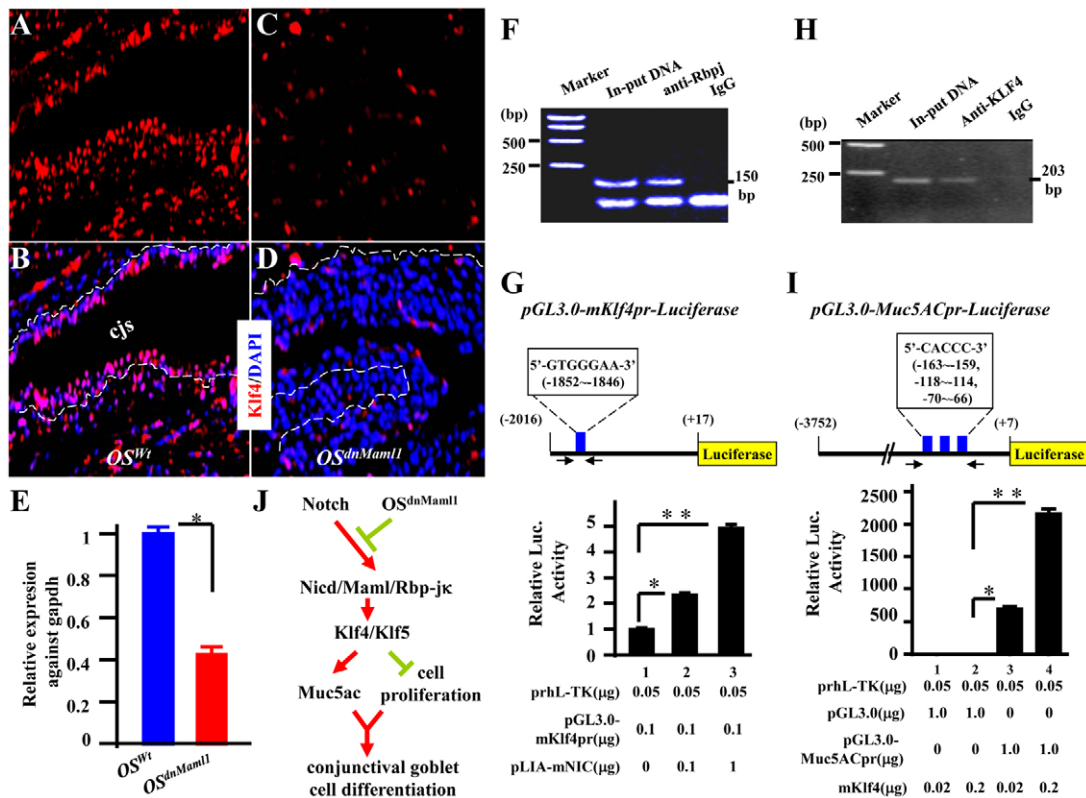 A
C
B
D
cjs
Klf4/DAPI
OSWt
OSdnMaml1
E
Relative expresion
against gapdh
1
0.8
0.6
0.4
0.2
0
*
OSWt
OSdnMaml1
J
Notch
OSdnMaml1
Nicd/Maml/Rbp-jκ
Klf4/Klf5
Muc5ac
cell
proliferation
conjunctival goblet
cell differentiation
F
Marker
In-put DNA
anti-Rbpj
IgG
(bp)
500
250
150
bp
G
pGL3.0-mKlf4pr-Luciferase
5'-GTGGGAA-3'
(-1852~-1846)
(-2016)
(+17)
Luciferase
Relative Luc.
Activity
5
4
3
2
1
0
* *
*
1 2 3
prhL-TK(μg) 0.05 0.05 0.05
pGL3.0-
mKlf4pr(μg) 0.1 0.1 0.1
pLIA-mNIC(μg) 0 0.1 1
H
Marker
In-put DNA
Anti-KLF4
IgG
(bp)
500
250
203
bp
I
pGL3.0-Muc5ACpr-Luciferase
5'-CACCC-3'
(-163~-159,
-118~-114,
-70~-66)
(-3752)
(+7)
Luciferase
Relative Luc.
Activity
2500
2000
1500
1000
500
0
* *
*
1 2 3 4
prhL-TK(μg) 0.05 0.05 0.05 0.05
pGL3.0(μg) 1.0 1.0 0 0
pGL3.0-
Muc5ACpr(μg) 0 0 1.0 1.0
mKlf4(μg) 0.02 0.2 0.02 0.2